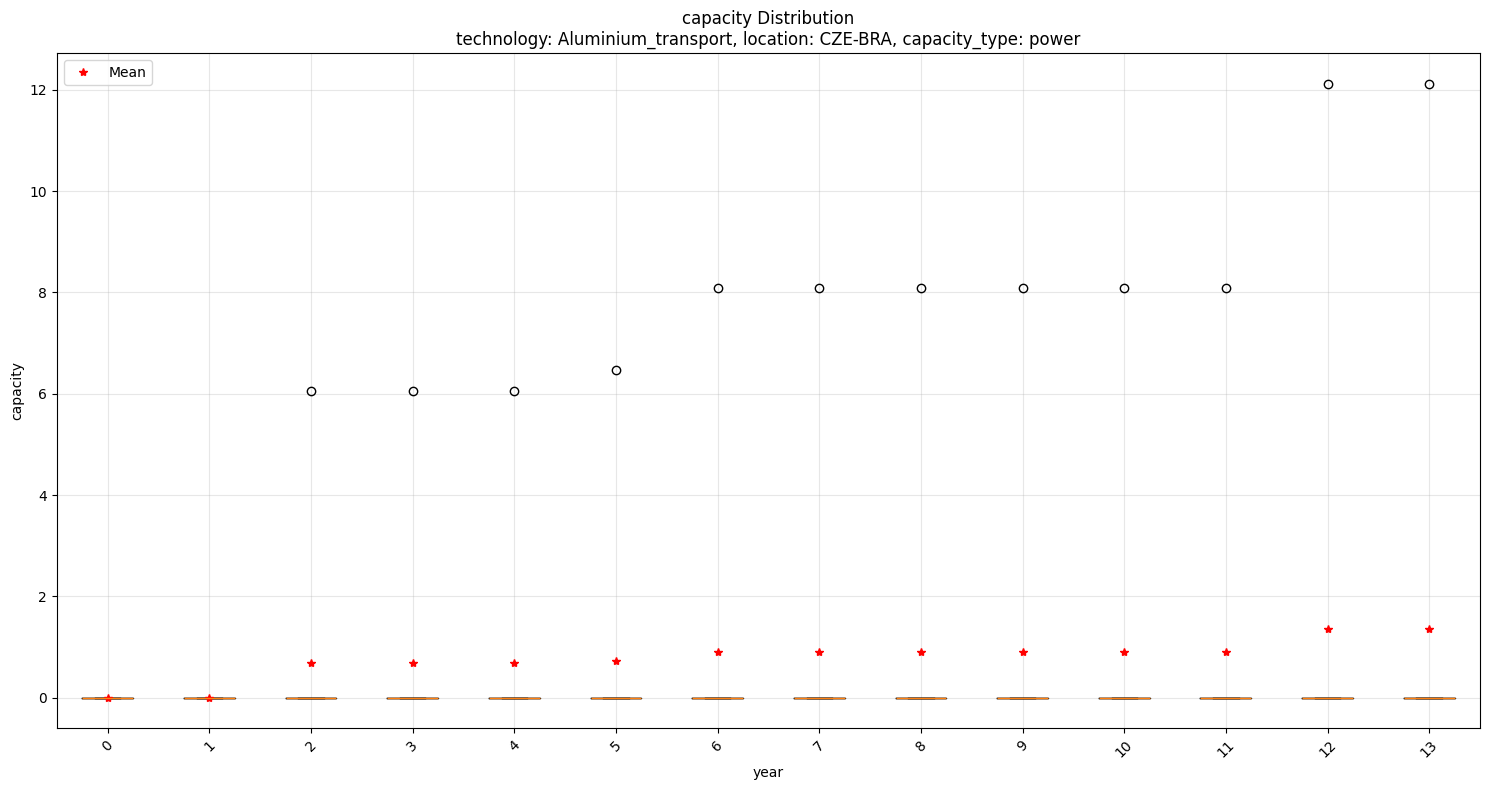 capacity Distribution
technology: Aluminium_transport, location: CZE-BRA, capacity_type: power
Mean
12
10
8
6
4
2
0
capacity
0 1 2 3 4 5 6 7 8 9 10 11 12 13
year